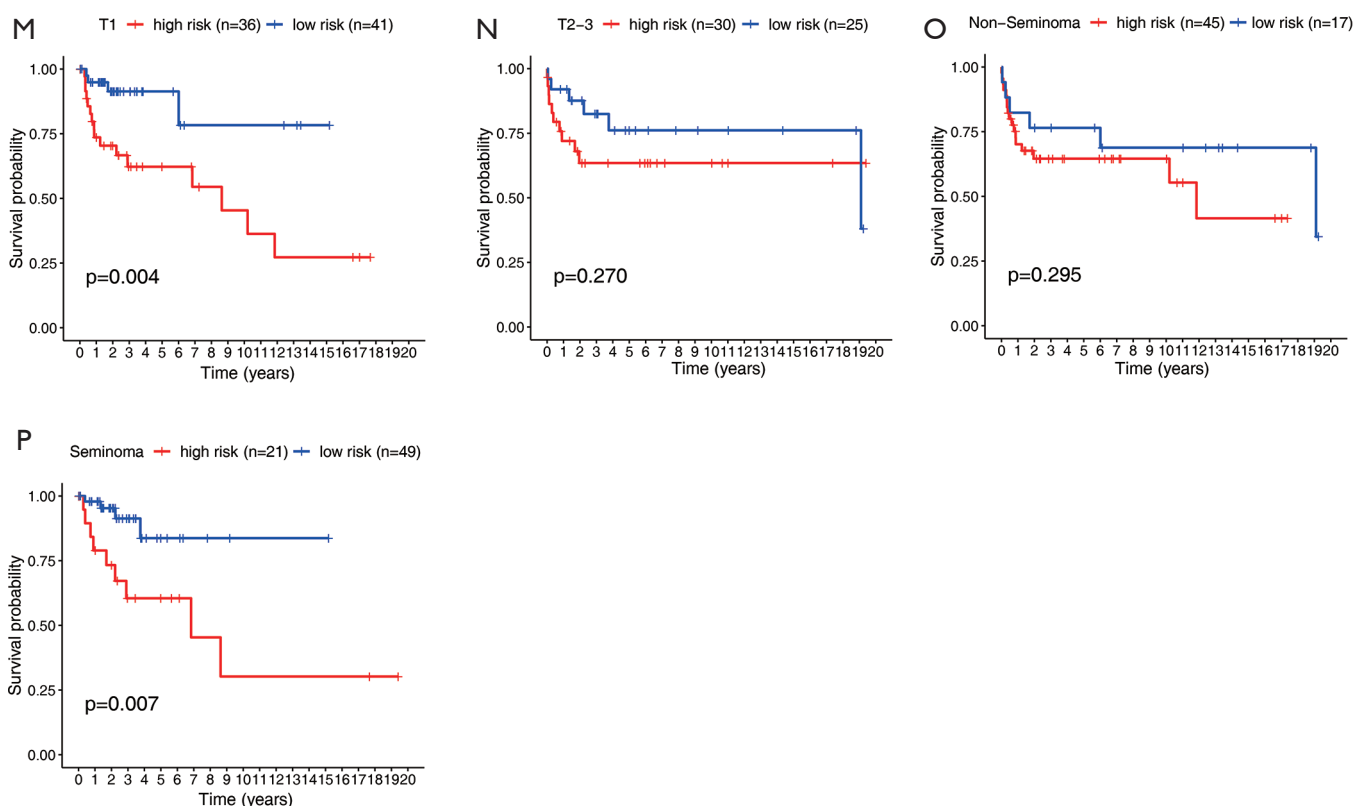 M
T1 high risk (n=36) low risk (n=41)
1.00
0.75
0.50
0.25
0.00
Survival probability
p=0.004
0 1 2 3 4 5 6 7 8 9 10 11 12 13 14 15 16 17 18 19 20
Time (years)
N
T2-3 high risk (n=30) low risk (n=25)
1.00
0.75
0.50
0.25
0.00
Survival probability
p=0.270
0 1 2 3 4 5 6 7 8 9 10 11 12 13 14 15 16 17 18 19 20
Time (years)
O
Non-Seminoma high risk (n=45) low risk (n=17)
1.00
0.75
0.50
0.25
0.00
Survival probability
p=0.295
0 1 2 3 4 5 6 7 8 9 10 11 12 13 14 15 16 17 18 19 20
Time (years)
P
Seminoma high risk (n=21) low risk (n=49)
1.00
0.75
0.50
0.25
0.00
Survival probability
p=0.007
0 1 2 3 4 5 6 7 8 9 10 11 12 13 14 15 16 17 18 19 20
Time (years)